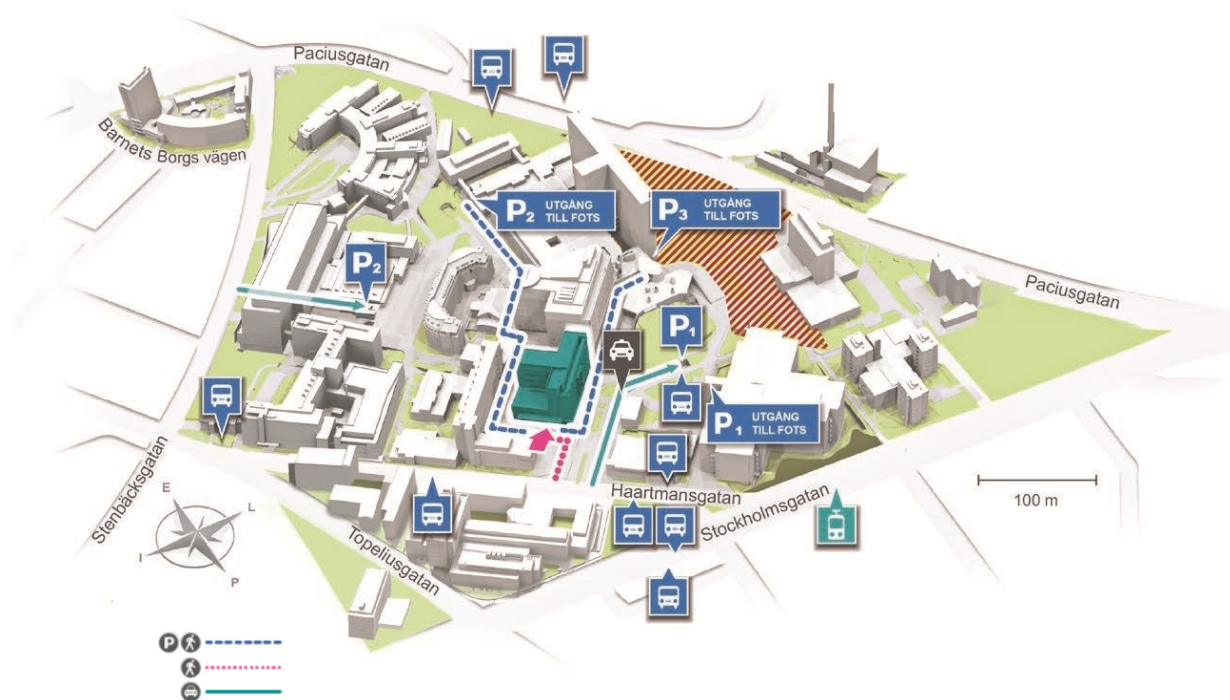 Paciusgatan
Barnets Borgs vägen
P2 UTGÅNG
TILL FOTS
P3 UTGÅNG
TILL FOTS
P2
Paciusgatan
P1
P1 UTGÅNG
TILL FOTS
Stenbäcksgatan
Haartmansgatan
Stockholmsgatan
100 m
Topeliusgatan
E
L
I
P
P